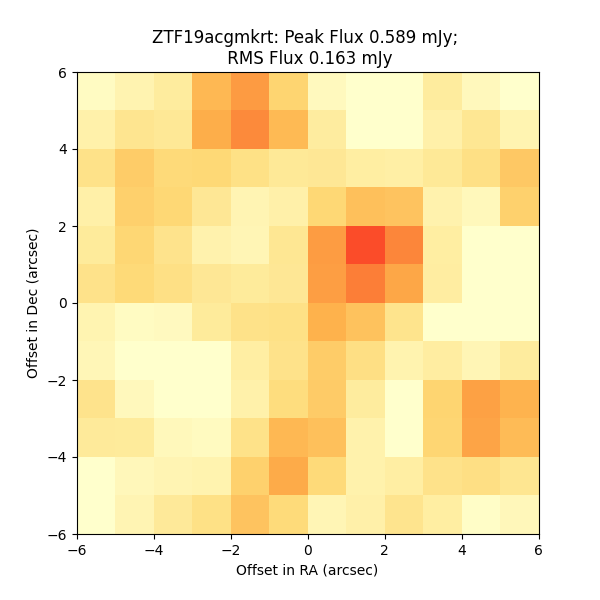 ZTF19acgmkrt: Peak Flux 0.589 mJy;
RMS Flux 0.163 mJy
6
4
2
0
−2
−4
−6
Offset in Dec (arcsec)
−6 −4 −2 0 2 4 6
Offset in RA (arcsec)